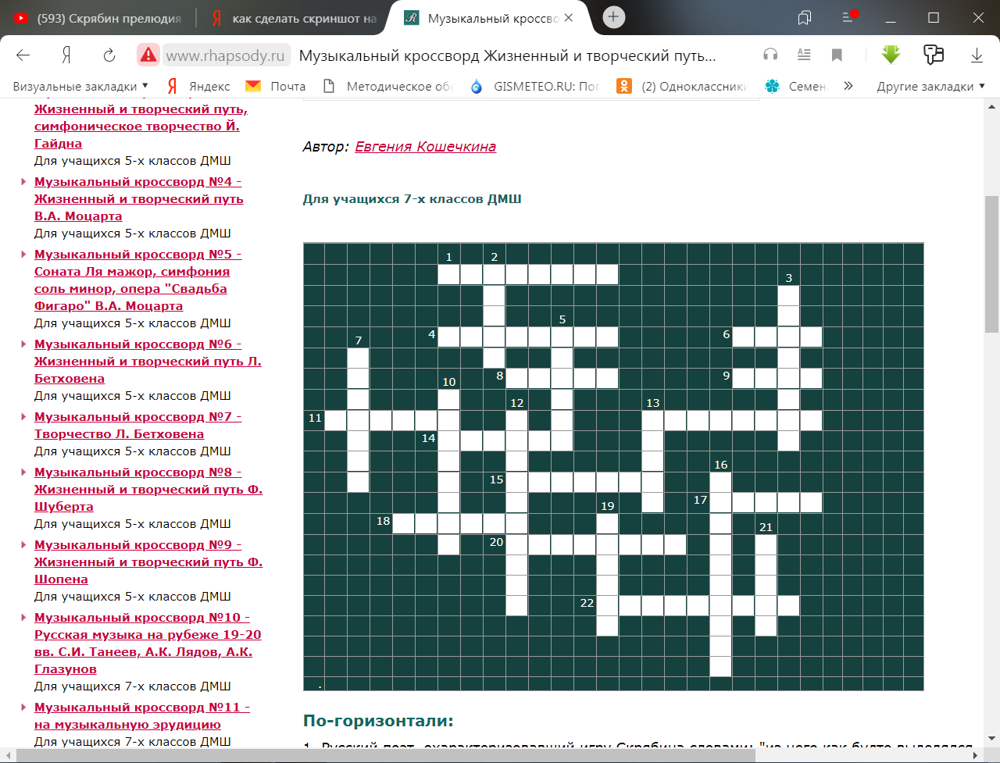 (593) Скрябин прелюдия
как сделать скриншот на
Музыкальный кроссво
www.rhapsody.ru
Музыкальный кроссворд Жизненный и творческий путь...
Визуальные закладки
Яндекс
Почта
Методическое обе
GISMETEO.RU: Пог
(2) Одноклассники
Семен
Другие закладки
Жизненный и творческий путь,
симфоническое творчество Й.
Гайдна
Для учащихся 5-х классов ДМШ
Музыкальный кроссворд №4 -
Жизненный и творческий путь
В.А. Моцарта
Для учащихся 5-х классов ДМШ
Музыкальный кроссворд №5 -
Соната Ля мажор, симфония
соль минор, опера "Свадьба
Фигаро" В.А. Моцарта
Для учащихся 5-х классов ДМШ
Музыкальный кроссворд №6 -
Жизненный и творческий путь Л.
Бетховена
Для учащихся 5-х классов ДМШ
Музыкальный кроссворд №7 -
Творчество Л. Бетховена
Для учащихся 5-х классов ДМШ
Музыкальный кроссворд №8 -
Жизненный и творческий путь Ф.
Шуберта
Для учащихся 5-х классов ДМШ
Музыкальный кроссворд №9 -
Жизненный и творческий путь Ф.
Шопена
Для учащихся 5-х классов ДМШ
Музыкальный кроссворд №10 -
Русская музыка на рубеже 19-20
вв. С.И. Танеев, А.К. Лядов, А.К.
Глазунов
Для учащихся 7-х классов ДМШ
Музыкальный кроссворд №11 -
на музыкальную эрудицию
Для учащихся 7-х классов ДМШ
Автор: Евгения Кошечкина
Для учащихся 7-х классов ДМШ
1 2
3
5
4 6
7
8 9
10
12 13
11
14
16
15
17
19
18
21
20
22
.
По-горизонтали:
1. Русский поэт, охарактеризовавший игру Скрябина словами: "из него как будто выделялся